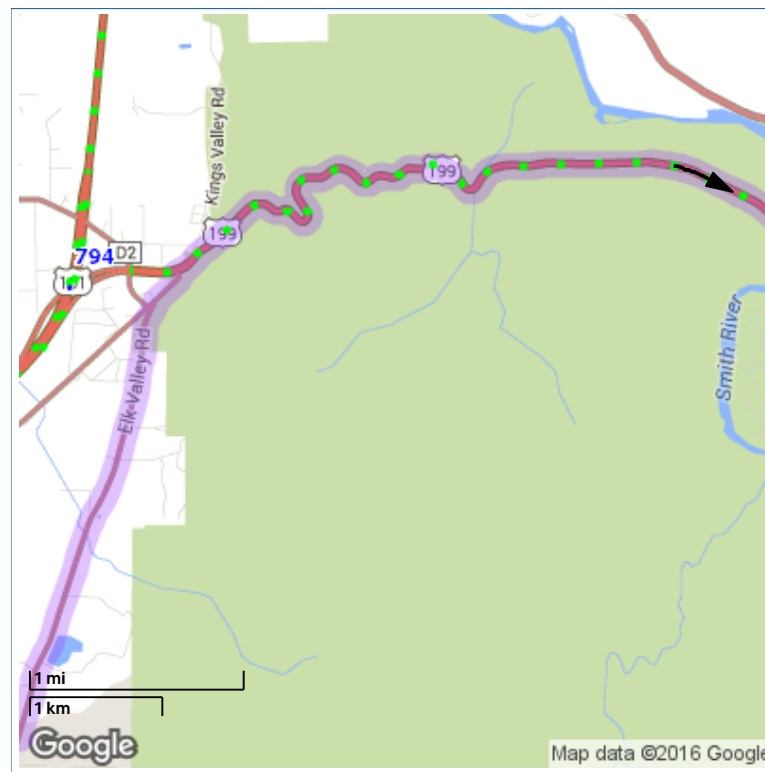 Kings Valley Rd
199
199
794
D2
101
Smith River
Elk Valley Rd
1 mi
1 km
Google
Map data ©2016 Google